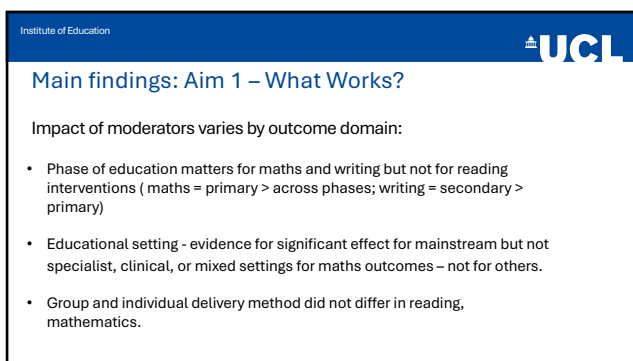 Institute of Education
UCL
Main findings: Aim 1 – What Works?
Impact of moderators varies by outcome domain:
• Phase of education matters for maths and writing but not for reading
interventions ( maths = primary > across phases; writing = secondary >
primary)
• Educational setting - evidence for significant effect for mainstream but not
specialist, clinical, or mixed settings for maths outcomes – not for others.
• Group and individual delivery method did not differ in reading,
mathematics.